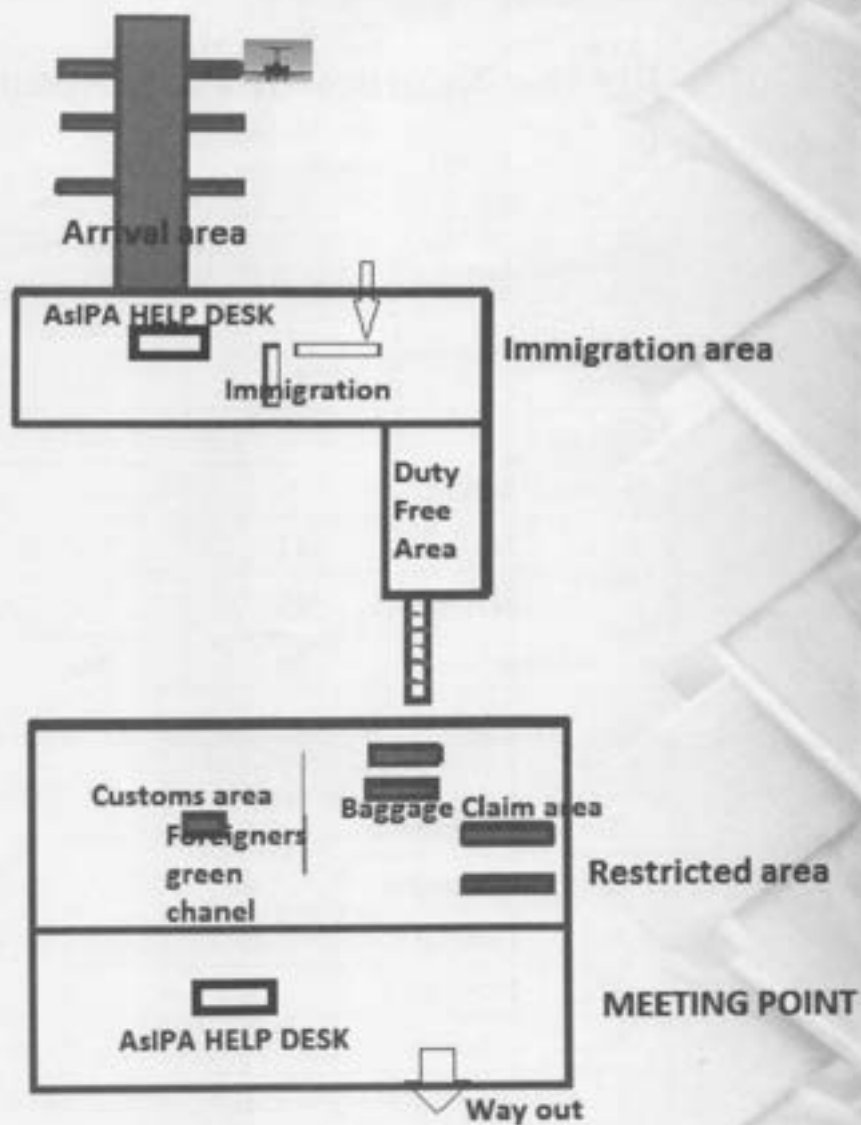 Arrival area
AsIPA HELP DESK
Immigration area
Immigration
Duty
Free
Area
Customs area
Baggage Claim area
Foreigners
green
chanel
Restricted area
MEETING POINT
AsIPA HELP DESK
Way out